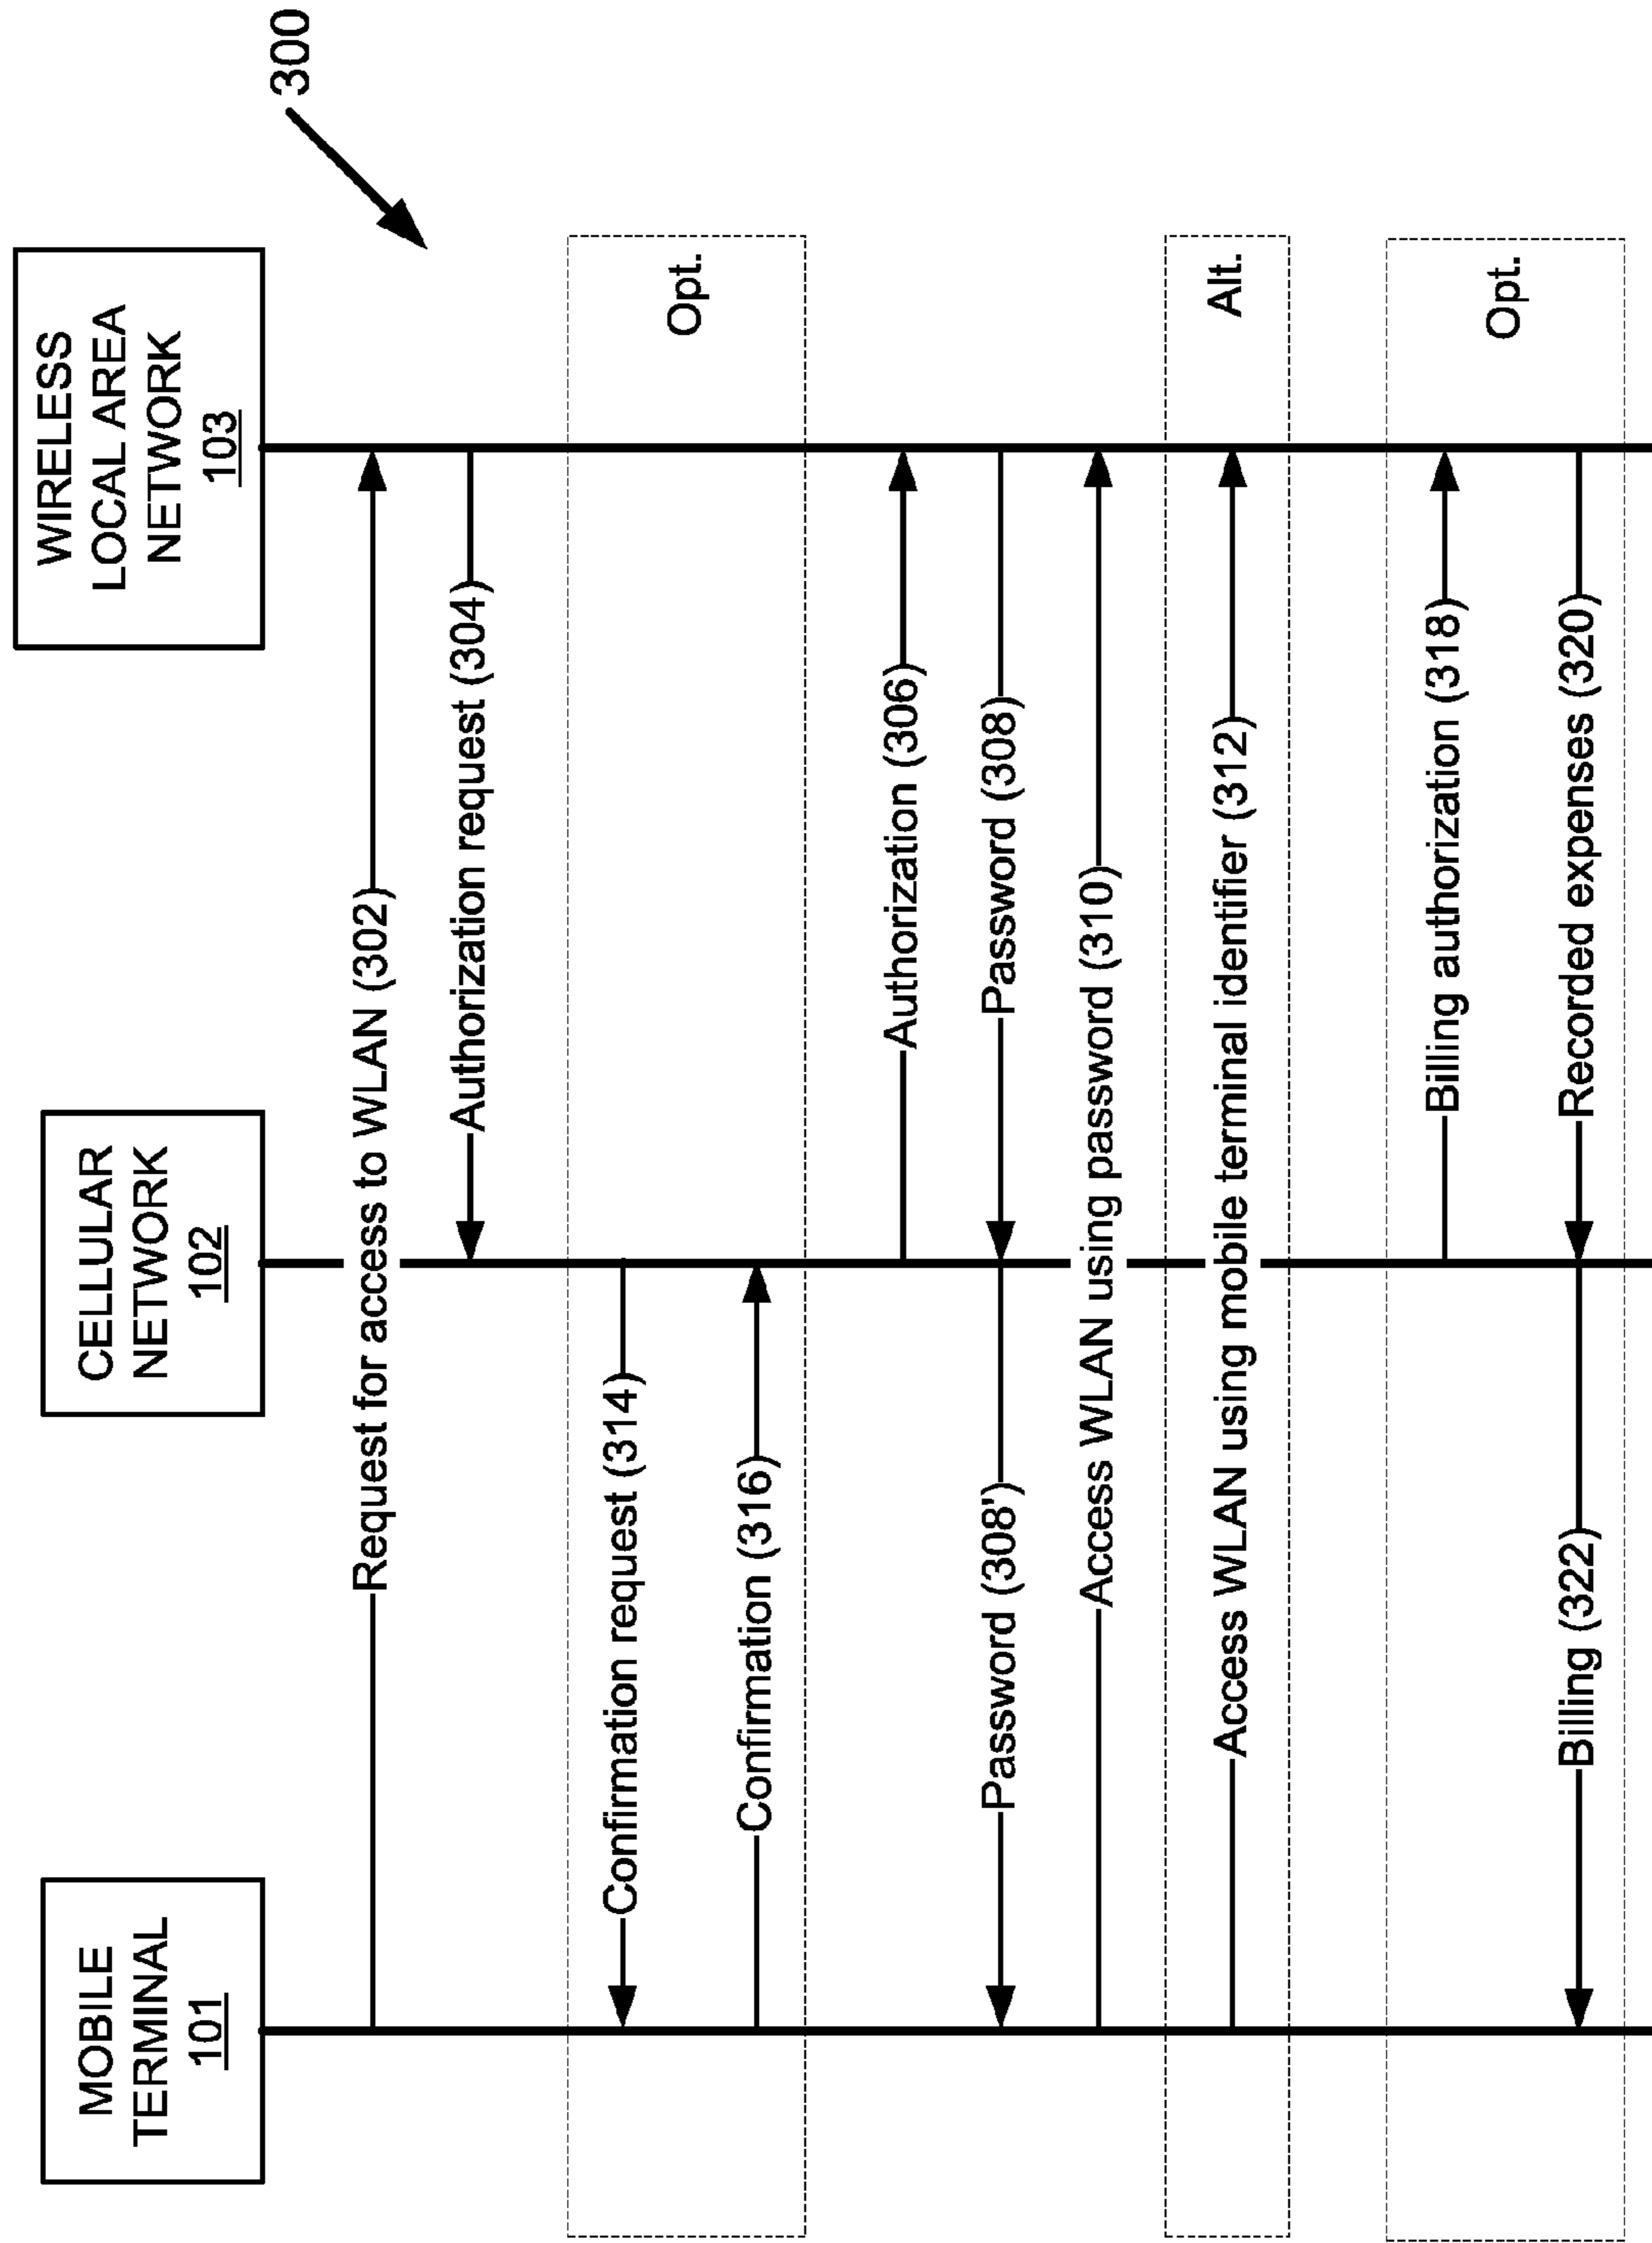 300
MOBILE
TERMINAL
101
CELLULAR
NETWORK
102
WIRELESS
LOCAL AREA
NETWORK
103
Request for access to WLAN (302)
Authorization request (304)
Confirmation request (314)
Opt.
Confirmation (316)
Authorization (306)
Password (308')
Password (308)
Access WLAN using password (310)
Access WLAN using mobile terminal identifier (312)
Alt.
Billing authorization (318)
Opt.
Billing (322)
Recorded expenses (320)